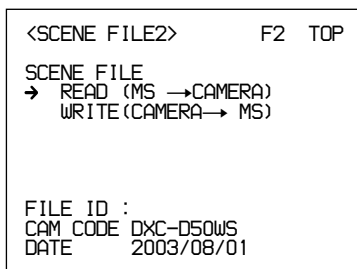 <SCENE FILE2> F2 TOP
SCENE FILE
→ READ (MS →CAMERA)
WRITE(CAMERA→ MS)
FILE ID :
CAM CODE DXC-D50WS
DATE 2003/08/01